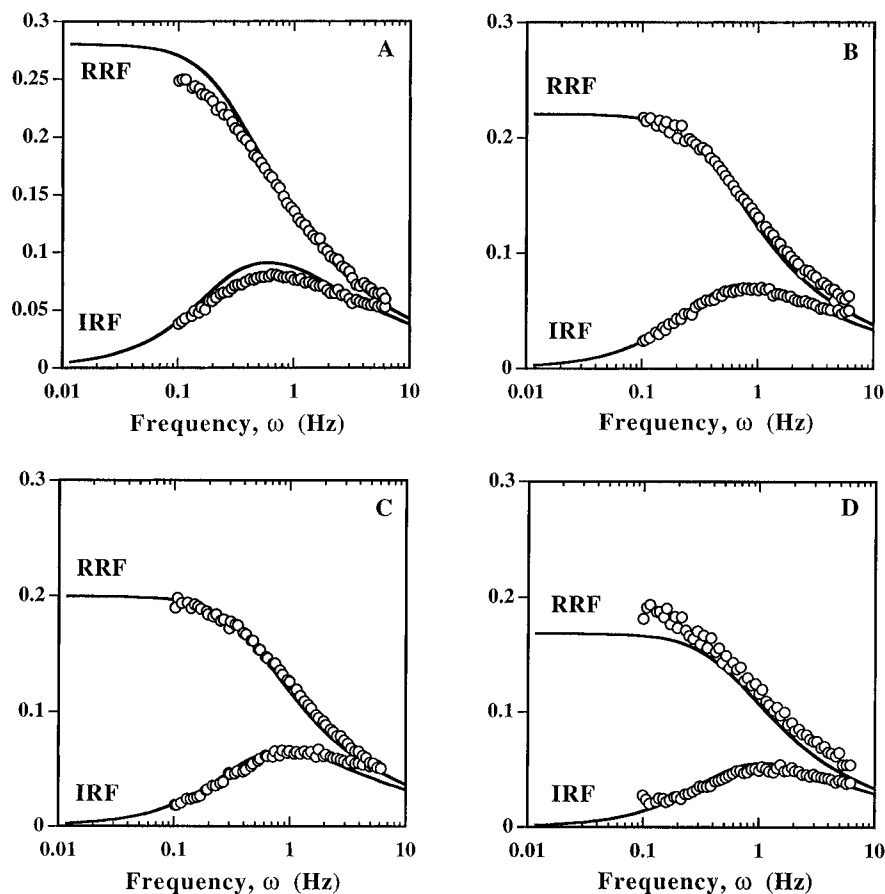 0.3
A
RRF
0.25
0.2
0.15
0.1
0.05
IRF
0
0.01 0.1 1 10
Frequency, ω (Hz)
0.3
B
RRF
0.2
0.1
IRF
0
0.01 0.1 1 10
Frequency, ω (Hz)
0.3
C
RRF
0.2
0.1
IRF
0
0.01 0.1 1 10
Frequency, ω (Hz)
0.3
D
0.2
RRF
0.1
IRF
0
0.01 0.1 1 10
Frequency, ω (Hz)